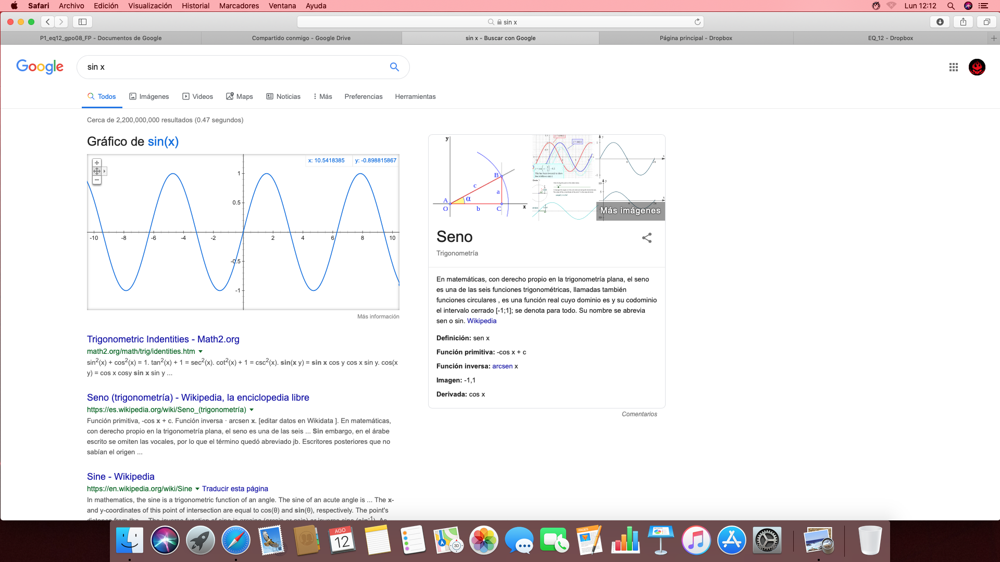 Safari Archivo Edición Visualización Historial Marcadores Ventana Ayuda Lun 12:12
sin x
P1_eq12_gpo08_FP - Documentos de Google Compartido conmigo - Google Drive sin x - Buscar con Google Página principal - Dropbox EQ_12 - Dropbox
Google sin x
Todos Imágenes Videos Maps Noticias Más Preferencias Herramientas
Cerca de 2,200,000,000 resultados (0.47 segundos)
Gráfico de sin(x)
x: 10.5418385 y: -0.898815867
1
0.5
-10 -8 -6 -4 -2 2 4 6 8 10
-0.5
-1
Más información
Trigonometric Indentities - Math2.org
math2.org/math/trig/identities.htm
sin2(x) + cos2(x) = 1. tan2(x) + 1 = sec2(x). cot2(x) + 1 = csc2(x). sin(x y) = sin x cos y cos x sin y. cos(x
y) = cos x cosy sin x sin y ...
Seno (trigonometría) - Wikipedia, la enciclopedia libre
https://es.wikipedia.org/wiki/Seno_(trigonometría)
Función primitiva, -cos x + c. Función inversa · arcsen x. [editar datos en Wikidata ]. En matemáticas,
con derecho propio en la trigonometría plana, el seno es una de las seis ... Sin embargo, en el árabe
escrito se omiten las vocales, por lo que el término quedó abreviado jb. Escritores posteriores que no
sabían el origen ...
Sine - Wikipedia
https://en.wikipedia.org/wiki/Sine Traducir esta página
In mathematics, the sine is a trigonometric function of an angle. The sine of an acute angle is ... The x-
and y-coordinates of this point of intersection are equal to cos(θ) and sin(θ), respectively. The point's
y
B
c
a
A α
O b C x
Más imágenes
Seno
Trigonometría
En matemáticas, con derecho propio en la trigonometría plana, el seno
es una de las seis funciones trigonométricas, llamadas también
funciones circulares , es una función real cuyo dominio es y su codominio
el intervalo cerrado [-1;1]; se denota para todo. Su nombre se abrevia
sen o sin. Wikipedia
Definición: sen x
Función primitiva: -cos x + c
Función inversa: arcsen x
Imagen: -1,1
Derivada: cos x
Comentarios
AGO
12
PAGES
3D